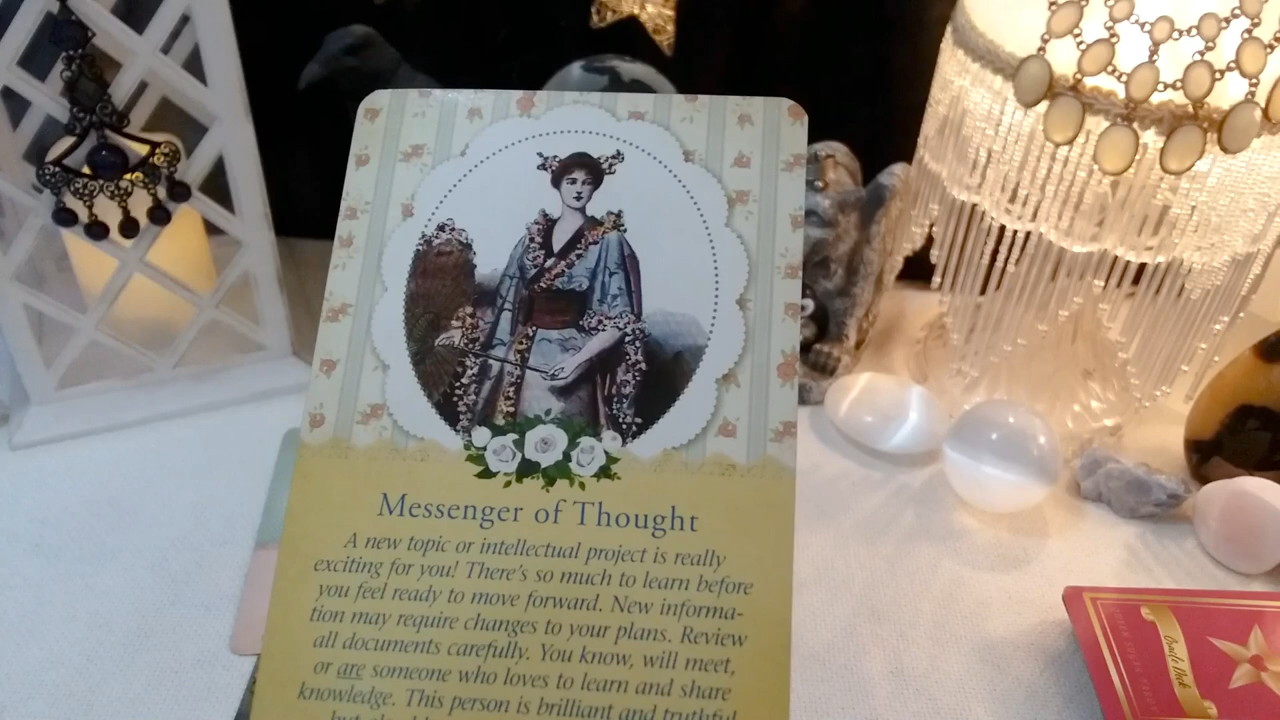 Messenger of Thought
A new topic or intellectual project is really
exciting for you! There's so much to learn before
you feel ready to move forward. New informa-
tion may require changes to your plans. Review
all documents carefully. You know, will meet,
or are someone who loves to learn and share
knowledge. This person is brilliant and truthful
Oracle Deck